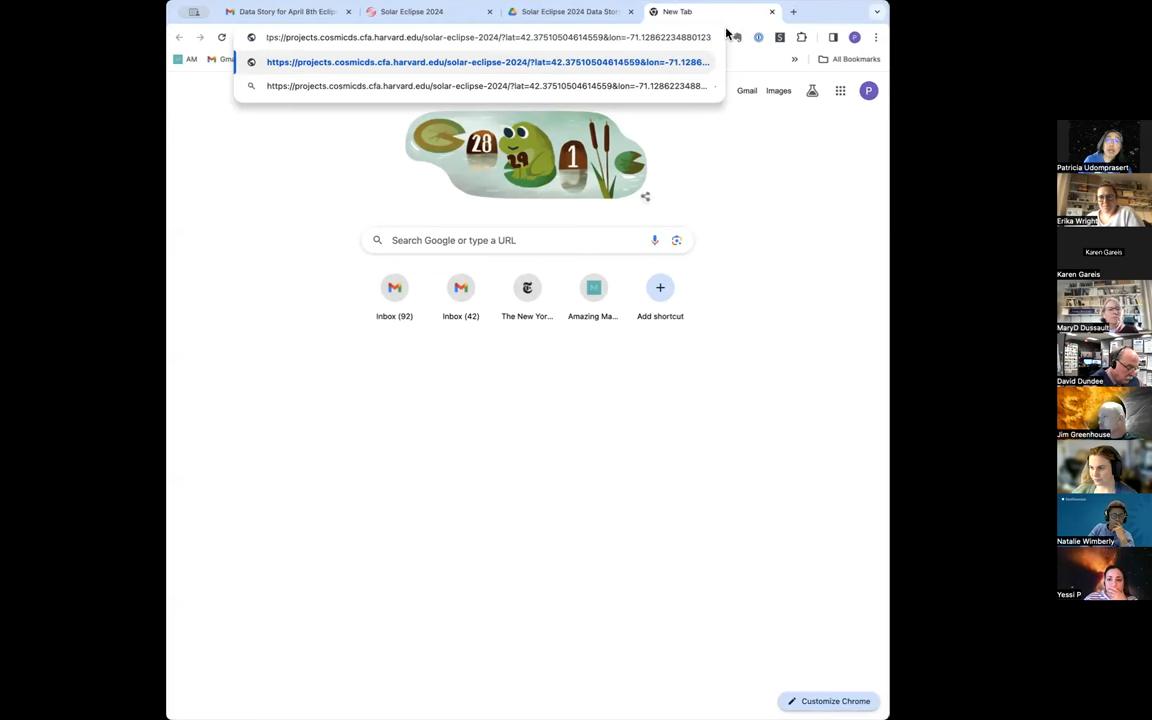 Data Story for April 8th Eclip
Solar Eclipse 2024
Solar Eclipse 2024 Data Stor
New Tab
tps://projects.cosmicds.cfa.harvard.edu/solar-eclipse-2024/?lat=42.37510504614559&lon=-71.12862234880123
https://projects.cosmicds.cfa.harvard.edu/solar-eclipse-2024/?lat=42.37510504614559&lon=-71.1286...
https://projects.cosmicds.cfa.harvard.edu/solar-eclipse-2024/?lat=42.37510504614559&lon=-71.1286223488...
AM
Gma
All Bookmarks
Gmail
Images
P
28
29
1
Search Google or type a URL
Inbox (92)
Inbox (42)
The New Yor...
Amazing Ma...
Add shortcut
Customize Chrome
Patricia Udomprasert
Erika Wright
Karen Gareis
Karen Gareis
MaryD Dussault
David Dundee
Jim Greenhouse
Natalie Wimberly
Yessi P